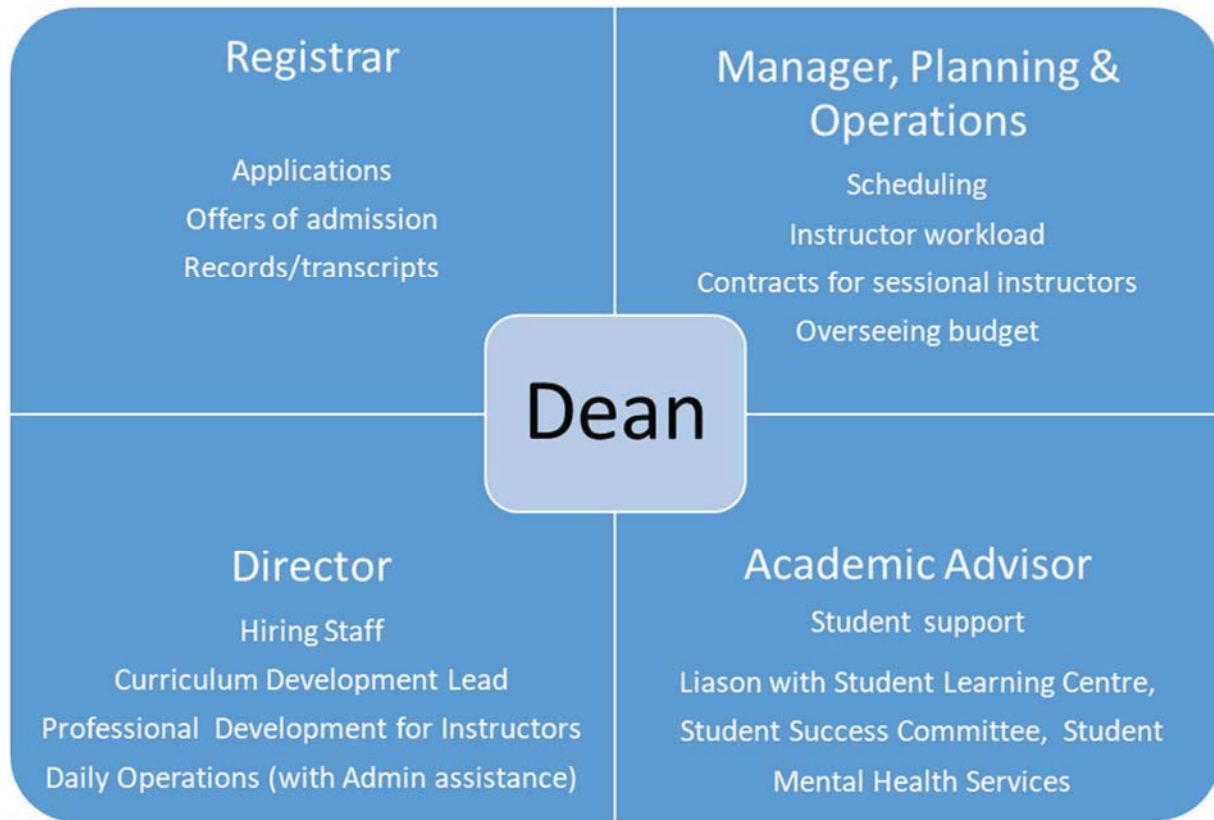 Registrar
Applications
Offers of admission
Records/transcripts
Manager, Planning &
Operations
Scheduling
Instructor workload
Contracts for sessional instructors
Overseeing budget
Dean
Director
Hiring Staff
Curriculum Development Lead
Professional Development for Instructors
Daily Operations (with Admin assistance)
Academic Advisor
Student support
Liason with Student Learning Centre,
Student Success Committee, Student
Mental Health Services